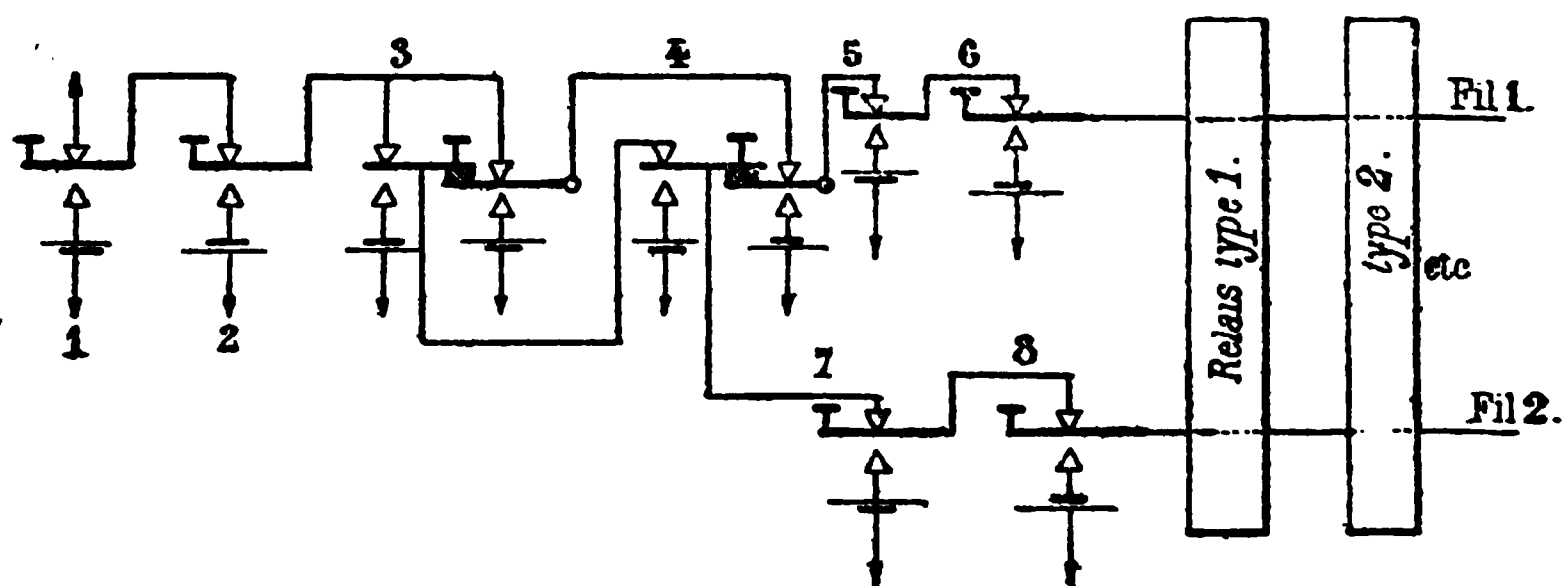 3 4 5 6
Fil 1.
Relais type 1.
type 2.
etc
1 2
7 8
Fil 2.